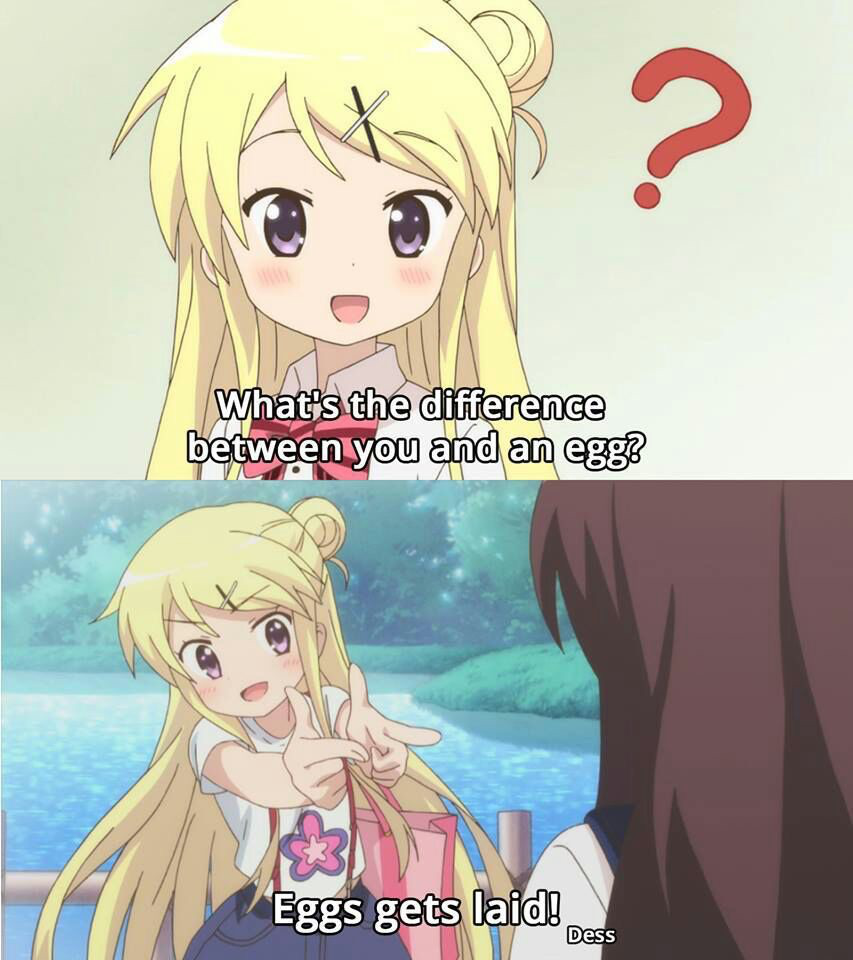 ?
What's the difference
between you and an egg?
Eggs gets laid!
Dess